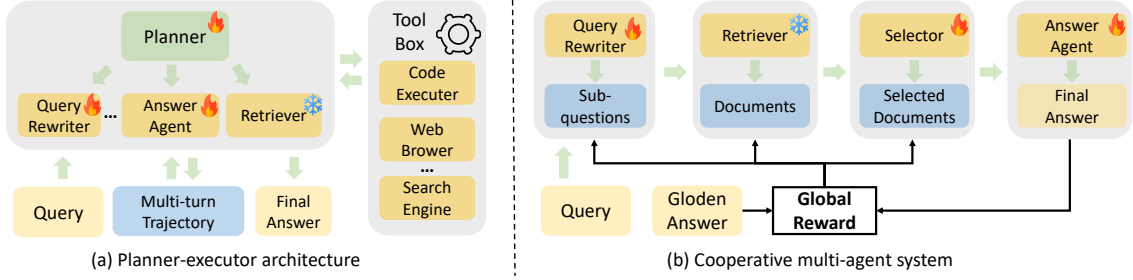 Planner
Query
Rewriter
...
Answer
Agent
Retriever
Query
Multi-turn
Trajectory
Final
Answer
Tool
Box
Code
Executer
Web
Brower
...
Search
Engine
(a) Planner-executor architecture
Query
Rewriter
Sub-
questions
Retriever
Documents
Selector
Selected
Documents
Answer
Agent
Final
Answer
Query
Gloden
Answer
Global
Reward
(b) Cooperative multi-agent system